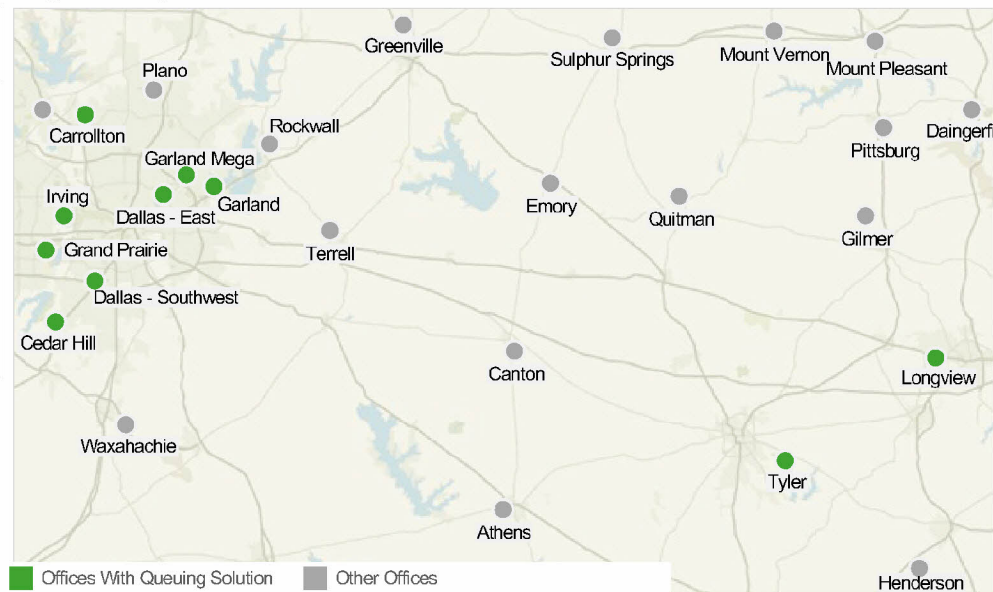 Greenville
Sulphur Springs
Mount Vernon
Mount Pleasant
Plano
Carrollton
Rockwall
Daingerfi
Pittsburg
Garland Mega
Irving
Garland
Dallas - East
Emory
Quitman
Gilmer
Grand Prairie
Terrell
Dallas - Southwest
Cedar Hill
Canton
Longview
Waxahachie
Tyler
Athens
Henderson
Offices With Queuing Solution
Other Offices